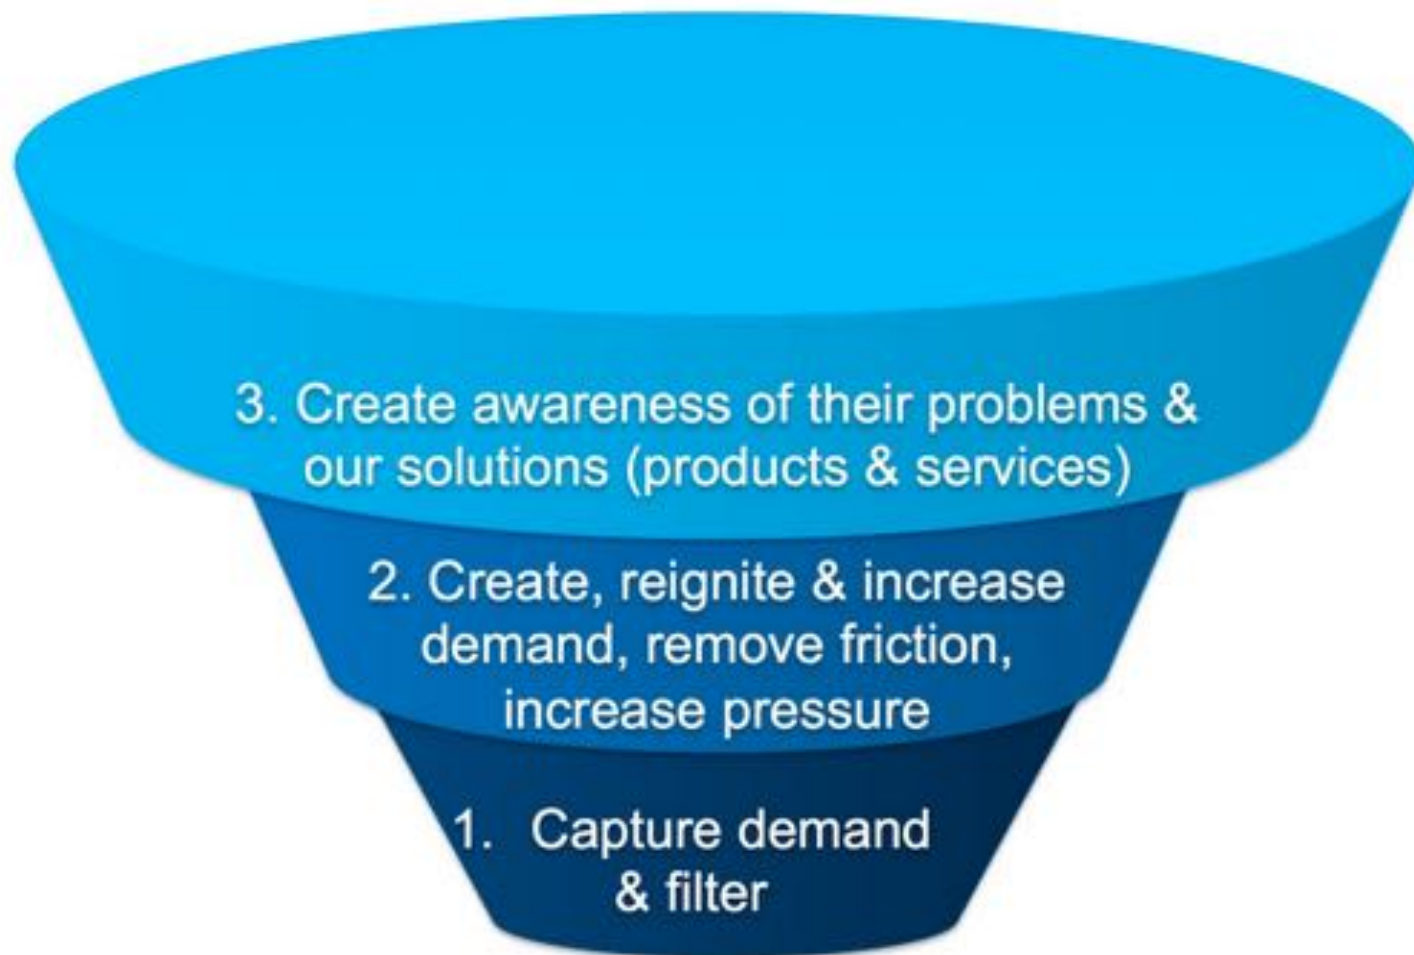 3. Create awareness of their problems &
our solutions (products & services)
2. Create, reignite & increase
demand, remove friction,
increase pressure
1. Capture demand
& filter